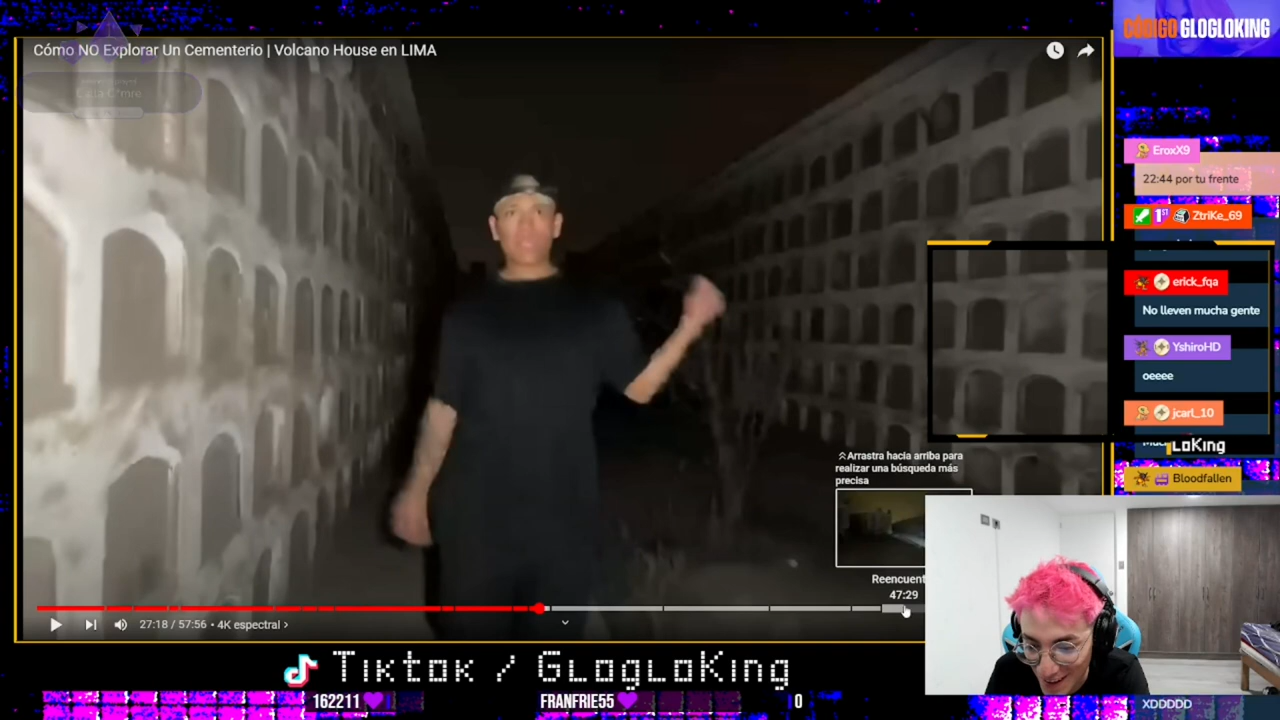 Cómo NO Explorar Un Cementerio | Volcano House en LIMA
CÓDIGO GLOGLOKING
EroxX9
22:44 por tu frente
1ST ZtriKe_69
erick_fqa
No lleven mucha gente
YshiroHD
oeeee
jcarl_10
LoKing
Bloodfallen
Arrastra hacia arriba para
realizar una búsqueda más
precisa
Reencuent
47:29
27:18 / 57:56 • 4K espectral ›
Tiktok / GlogloKing
162211
FRANFRIE55
0
XDDDDD